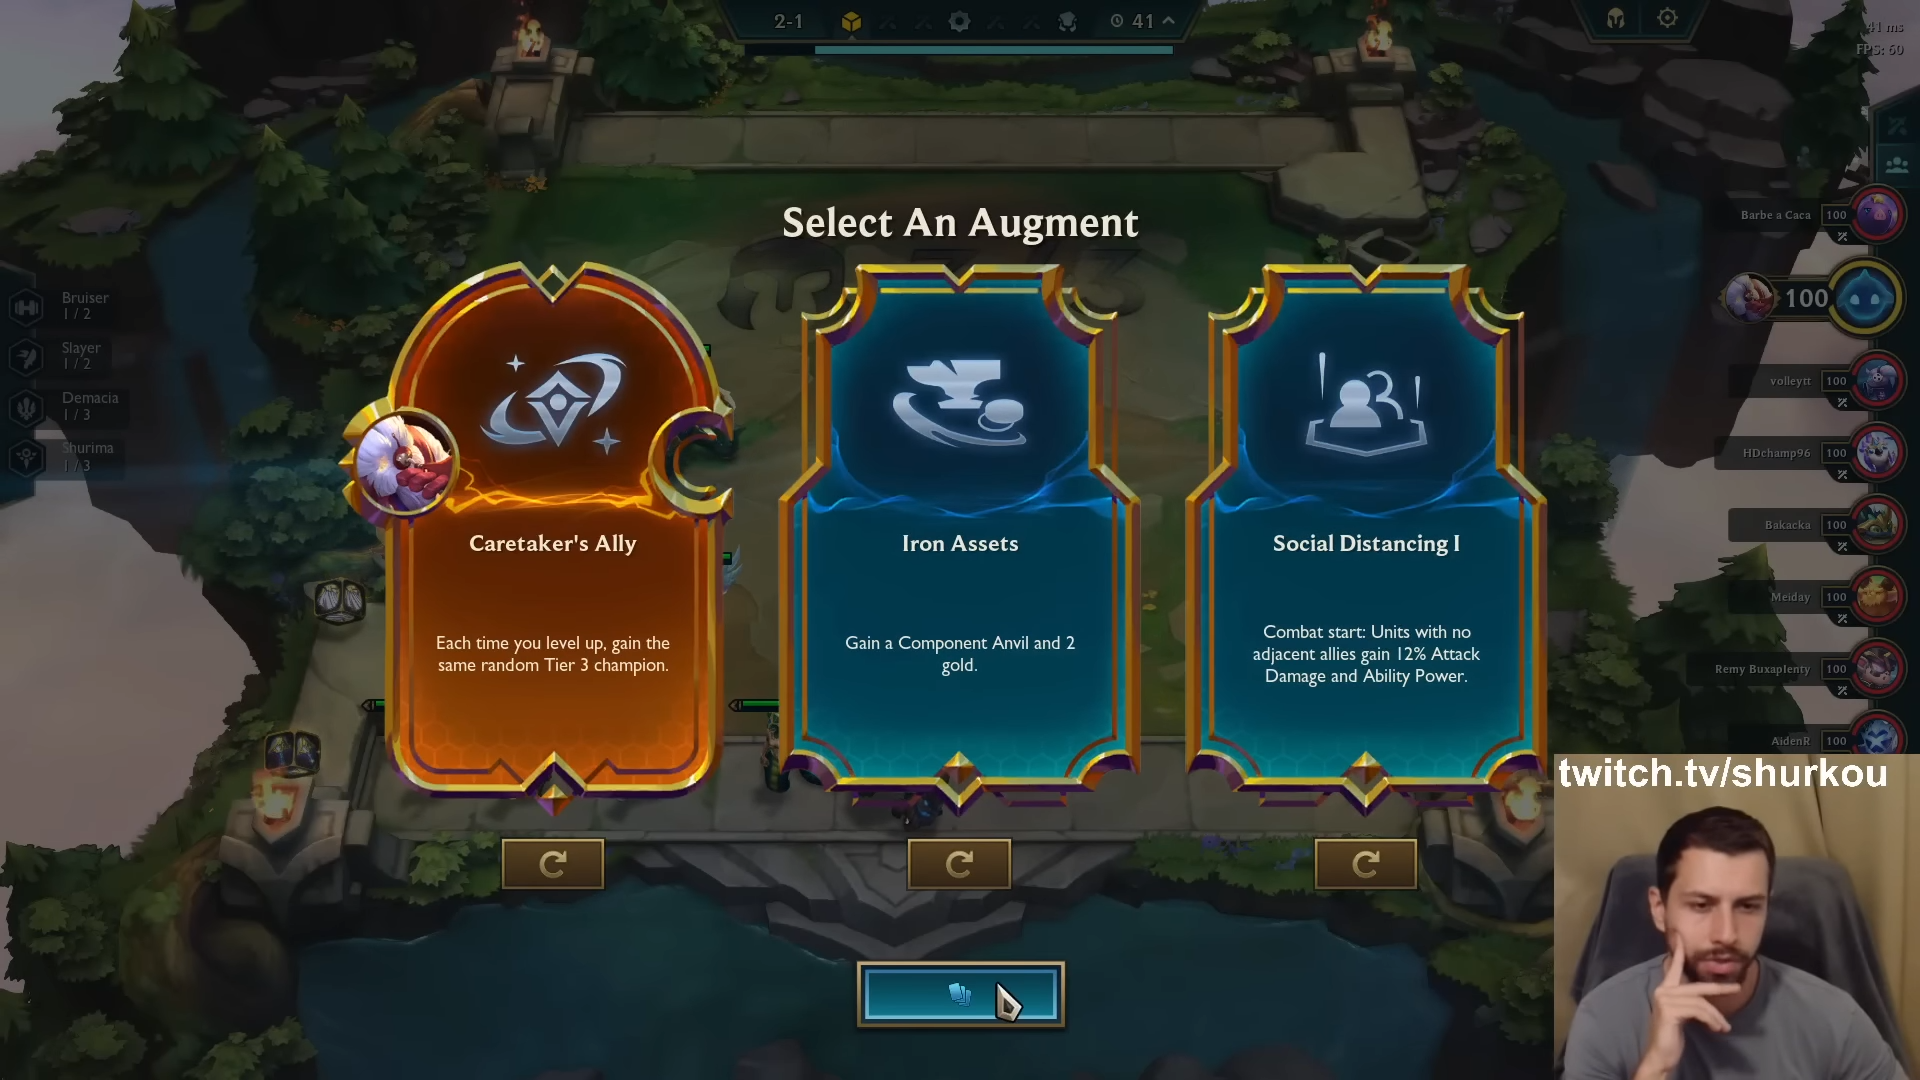 2-1
41
41 ms
FPS: 60
Select An Augment
Bruiser
1 / 2
Slayer
1 / 2
Demacia
1 / 3
Shurima
1 / 3
Caretaker's Ally
Each time you level up, gain the
same random Tier 3 champion.
Iron Assets
Gain a Component Anvil and 2
gold.
Social Distancing I
Combat start: Units with no
adjacent allies gain 12% Attack
Damage and Ability Power.
Barbe a Caca 100
100
volleytt 100
HDchamp96 100
Bakacka 100
Meiday 100
Remy Buxaplenty 100
AidenR 100
twitch.tv/shurkou